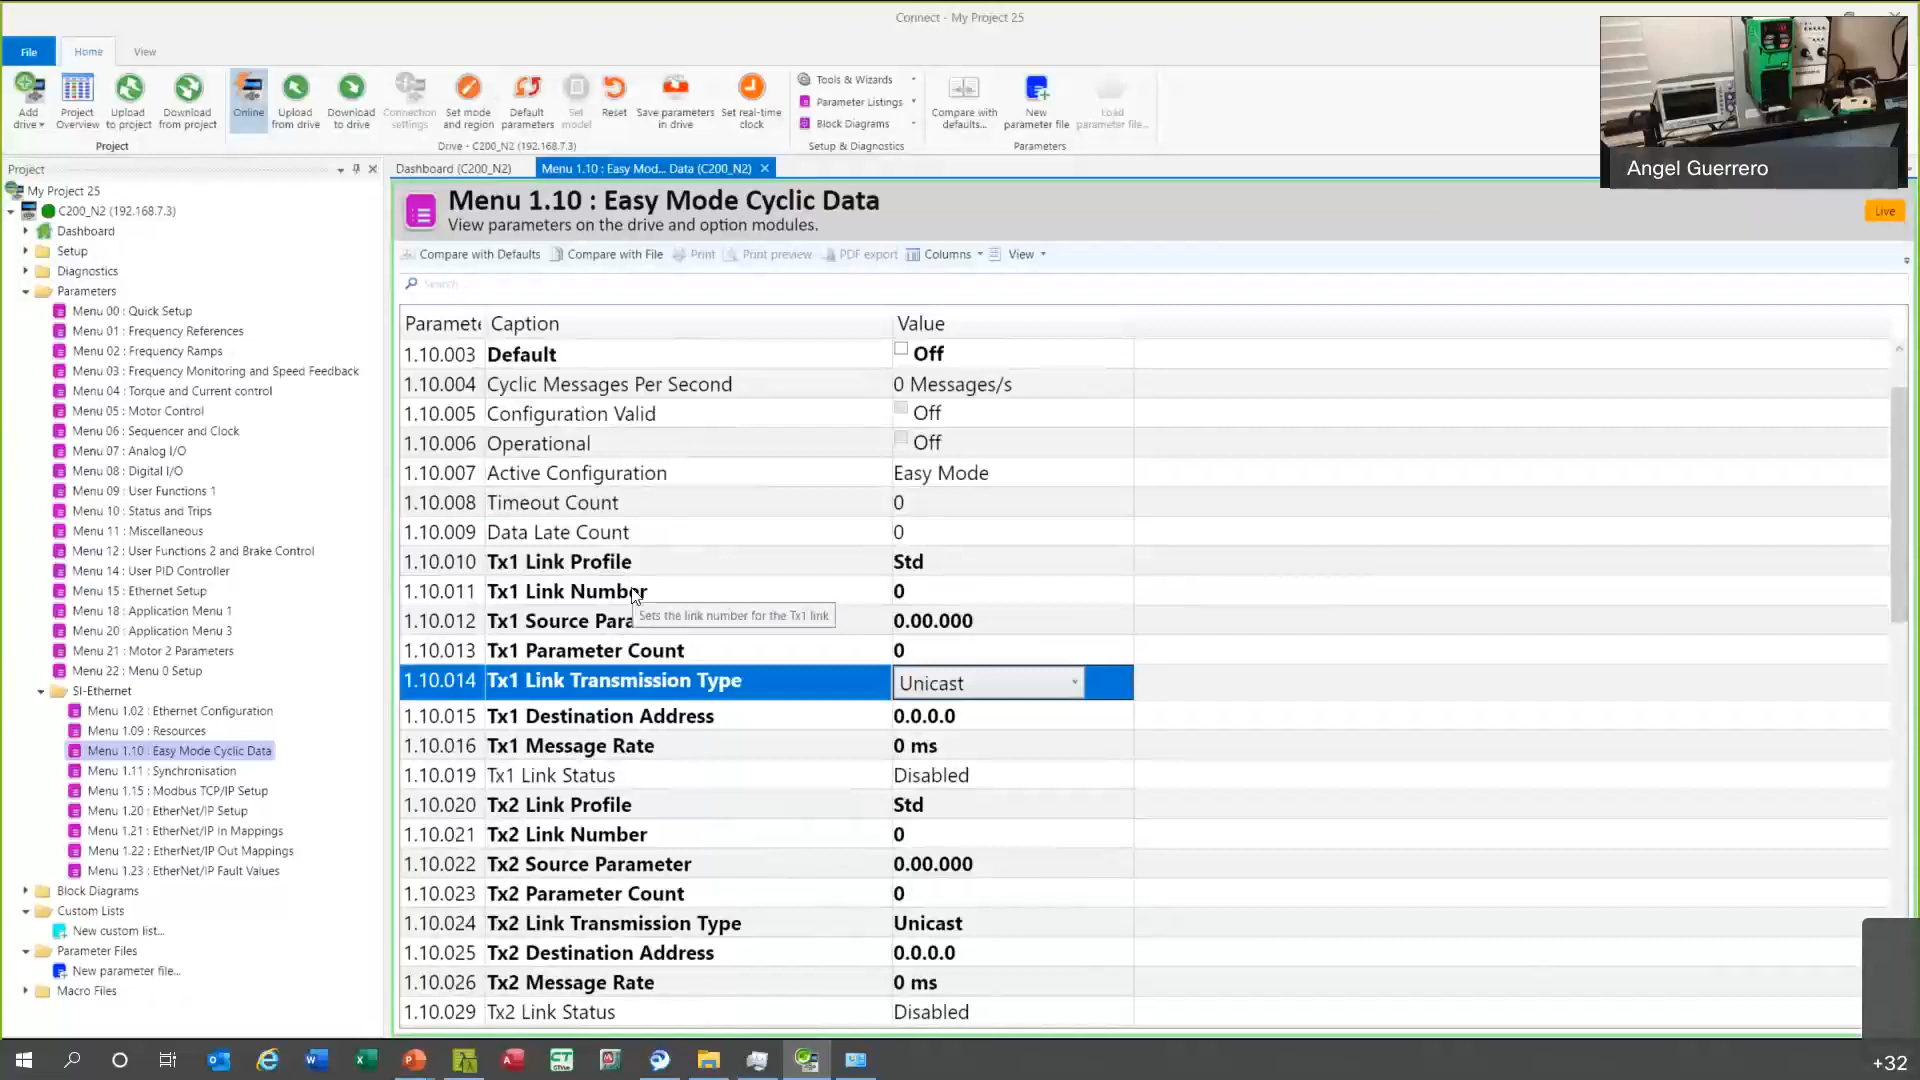 Connect - My Project 25
File
Home
View
Add drive
Project Overview
Upload to project
Download from project
Online
Upload from drive
Download to drive
Connection settings
Set mode and region
Default parameters
Set model
Reset
Save parameters in drive
Set real-time clock
Tools & Wizards
Parameter Listings
Block Diagrams
Compare with defaults...
New parameter file
Load parameter file...
Project
Drive - C200_N2 (192.168.7.3)
Setup & Diagnostics
Parameters
Angel Guerrero
Project
My Project 25
C200_N2 (192.168.7.3)
Dashboard
Setup
Diagnostics
Parameters
Menu 00 : Quick Setup
Menu 01 : Frequency References
Menu 02 : Frequency Ramps
Menu 03 : Frequency Monitoring and Speed Feedback
Menu 04 : Torque and Current control
Menu 05 : Motor Control
Menu 06 : Sequencer and Clock
Menu 07 : Analog I/O
Menu 08 : Digital I/O
Menu 09 : User Functions 1
Menu 10 : Status and Trips
Menu 11 : Miscellaneous
Menu 12 : User Functions 2 and Brake Control
Menu 14 : User PID Controller
Menu 15 : Ethernet Setup
Menu 18 : Application Menu 1
Menu 20 : Application Menu 3
Menu 21 : Motor 2 Parameters
Menu 22 : Menu 0 Setup
SI-Ethernet
Menu 1.02 : Ethernet Configuration
Menu 1.09 : Resources
Menu 1.10 : Easy Mode Cyclic Data
Menu 1.11 : Synchronisation
Menu 1.15 : Modbus TCP/IP Setup
Menu 1.20 : EtherNet/IP Setup
Menu 1.21 : EtherNet/IP In Mappings
Menu 1.22 : EtherNet/IP Out Mappings
Menu 1.23 : EtherNet/IP Fault Values
Block Diagrams
Custom Lists
New custom list...
Parameter Files
New parameter file...
Macro Files
Dashboard (C200_N2)
Menu 1.10 : Easy Mod... Data (C200_N2)
Menu 1.10 : Easy Mode Cyclic Data
View parameters on the drive and option modules.
Live
Compare with Defaults
Compare with File
Print
Print preview
PDF export
Columns
View
Search...
Paramete Caption Value
1.10.003 Default Off
1.10.004 Cyclic Messages Per Second 0 Messages/s
1.10.005 Configuration Valid Off
1.10.006 Operational Off
1.10.007 Active Configuration Easy Mode
1.10.008 Timeout Count 0
1.10.009 Data Late Count 0
1.10.010 Tx1 Link Profile Std
1.10.011 Tx1 Link Number 0
Sets the link number for the Tx1 link
1.10.012 Tx1 Source Para 0.00.000
1.10.013 Tx1 Parameter Count 0
1.10.014 Tx1 Link Transmission Type Unicast
1.10.015 Tx1 Destination Address 0.0.0.0
1.10.016 Tx1 Message Rate 0 ms
1.10.019 Tx1 Link Status Disabled
1.10.020 Tx2 Link Profile Std
1.10.021 Tx2 Link Number 0
1.10.022 Tx2 Source Parameter 0.00.000
1.10.023 Tx2 Parameter Count 0
1.10.024 Tx2 Link Transmission Type Unicast
1.10.025 Tx2 Destination Address 0.0.0.0
1.10.026 Tx2 Message Rate 0 ms
1.10.029 Tx2 Link Status Disabled
+32